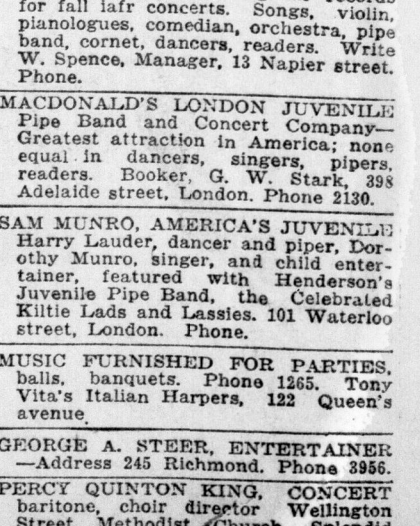 for fall iafr concerts. Songs, violin,
pianologues, comedian, orchestra, pipe
band, cornet, dancers, readers. Write
W. Spence, Manager, 13 Napier street.
Phone.
MACDONALD'S LONDON JUVENILE
Pipe Band and Concert Company—
Greatest attraction in America; none
equal in dancers, singers, pipers,
readers. Booker, G. W. Stark, 398
Adelaide street, London. Phone 2130.
SAM MUNRO, AMERICA'S JUVENILE
Harry Lauder, dancer and piper, Dor-
othy Munro, singer, and child enter-
tainer, featured with Henderson's
Juvenile Pipe Band, the Celebrated
Kiltie Lads and Lassies. 101 Waterloo
street, London. Phone.
MUSIC FURNISHED FOR PARTIES,
balls, banquets. Phone 1265. Tony
Vita's Italian Harpers, 122 Queen's
avenue
GEORGE A. STEER, ENTERTAINER
—Address 245 Richmond. Phone 3956.
PERCY QUINTON KING, CONCERT
baritone, choir director Wellington
Street Methodist Church. Splendid